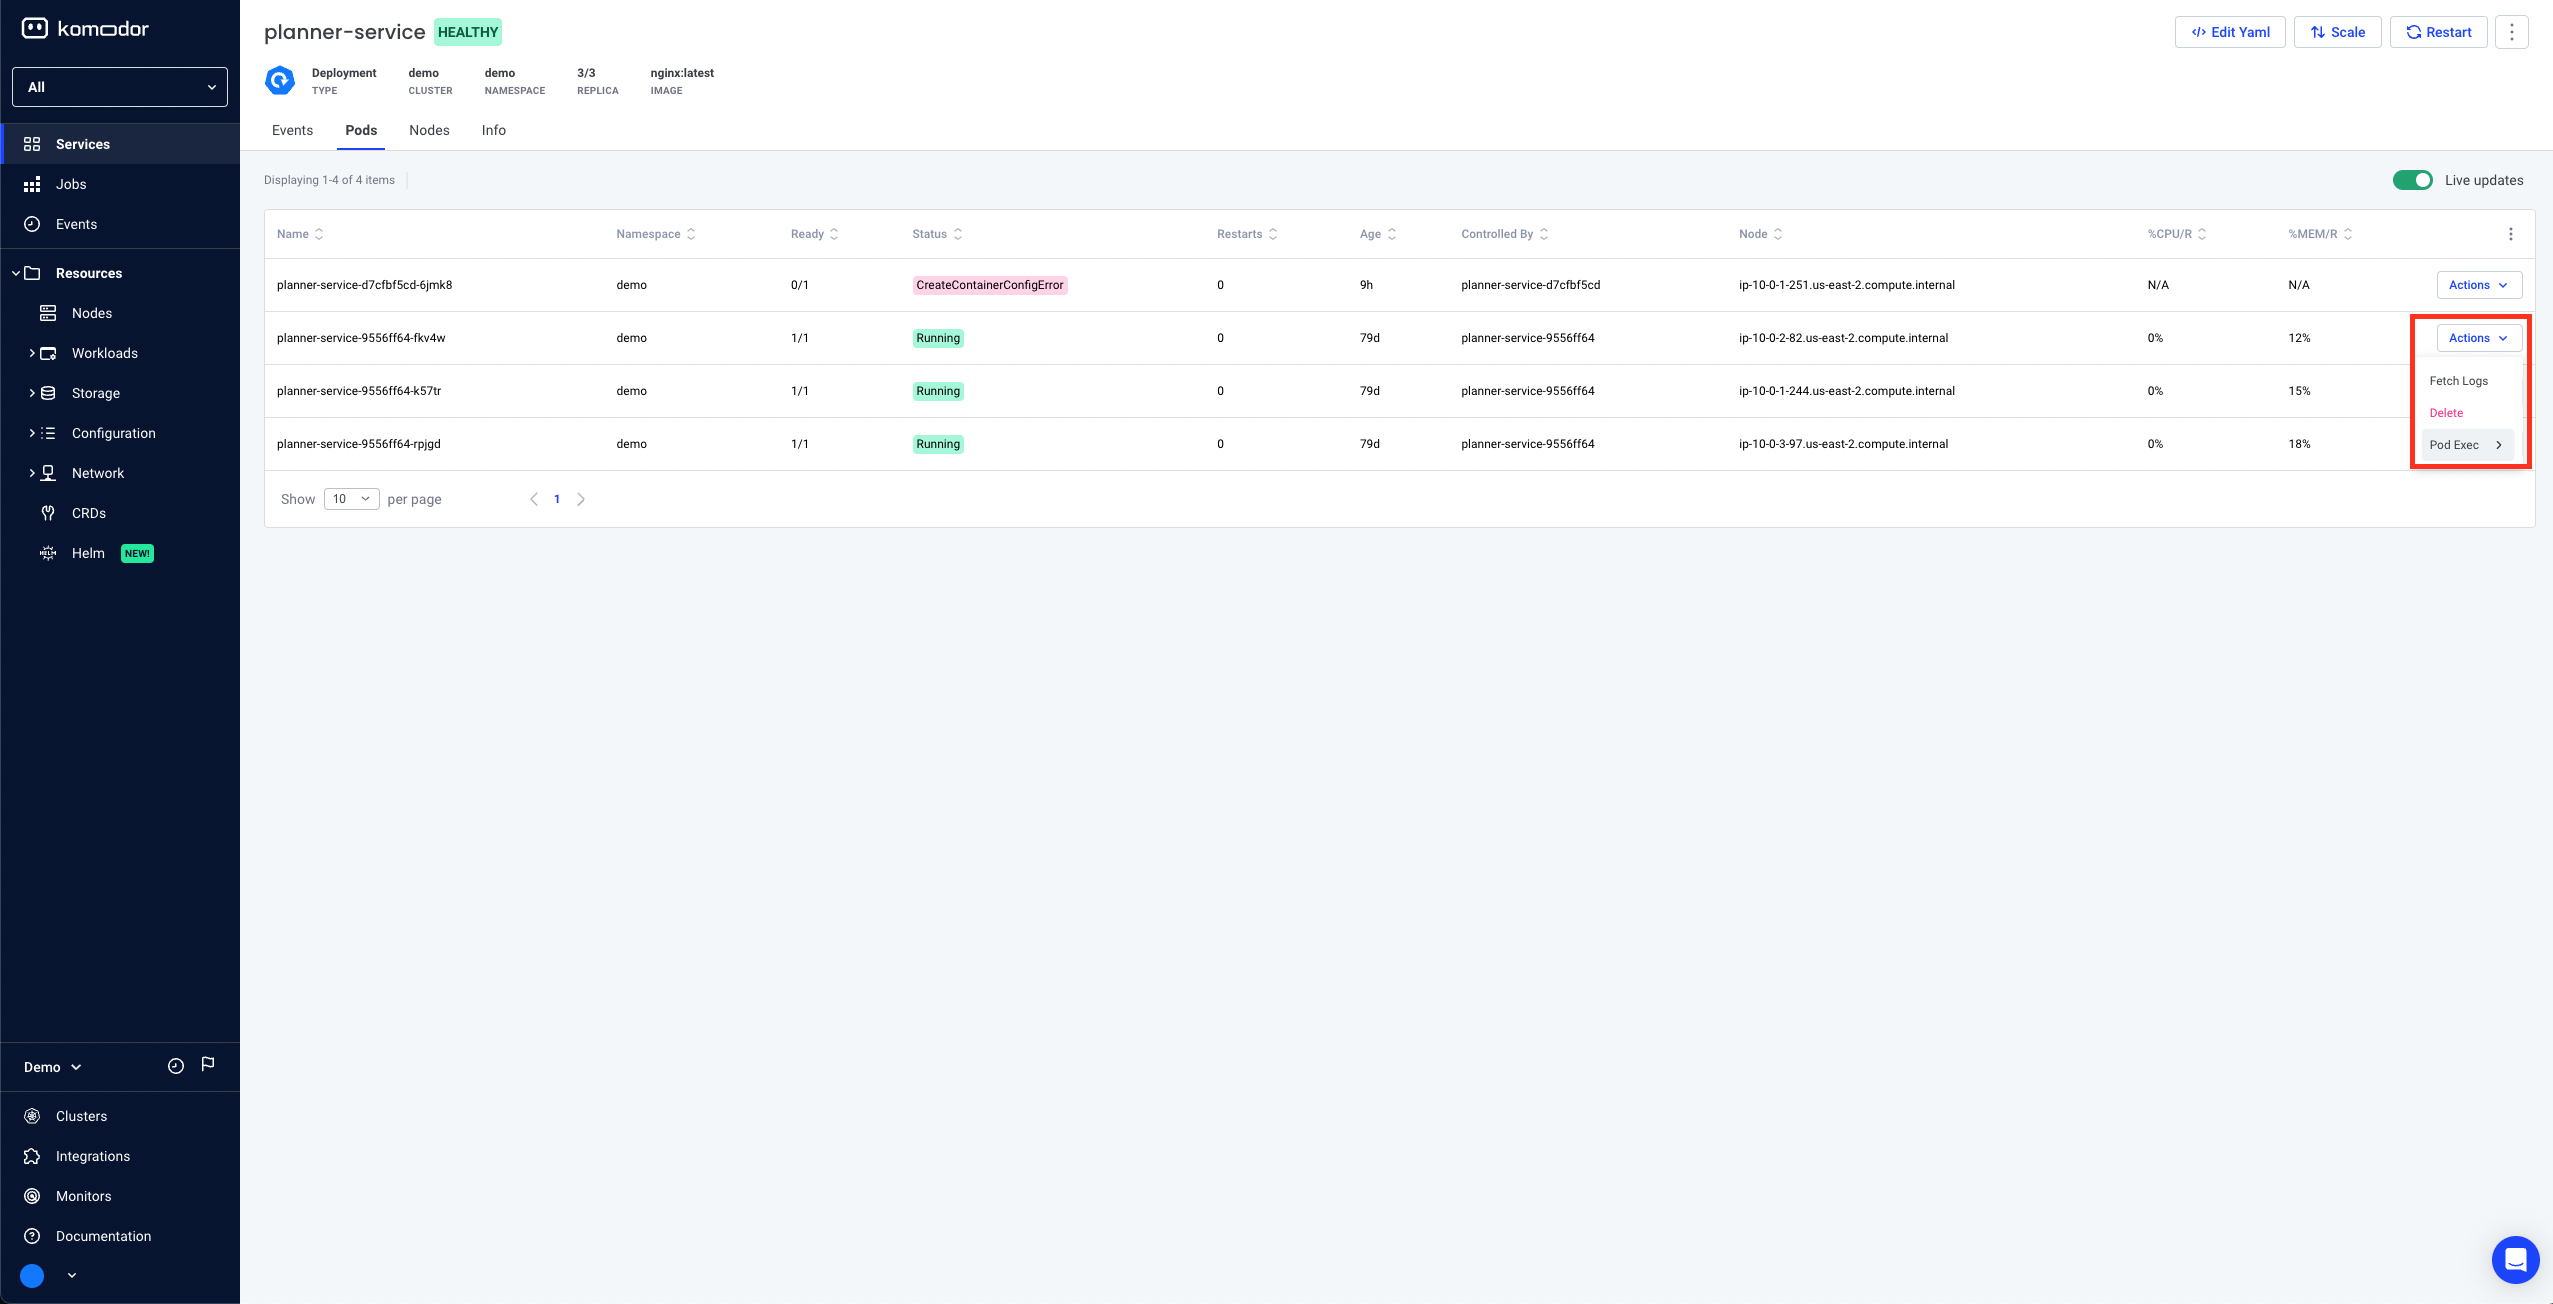 komodor
All
Services
Jobs
Events
Resources
Nodes
Workloads
Storage
Configuration
Network
CRDs
Helm NEW!
Demo
Clusters
Integrations
Monitors
Documentation
planner-service HEALTHY
Edit Yaml Scale Restart
Deployment demo demo 3/3 nginx:latest
TYPE CLUSTER NAMESPACE REPLICA IMAGE
Events Pods Nodes Info
Displaying 1-4 of 4 items Live updates
Name Namespace Ready Status Restarts Age Controlled By Node %CPU/R %MEM/R
planner-service-d7cfbf5cd-6jmk8 demo 0/1 CreateContainerConfigError 0 9h planner-service-d7cfbf5cd ip-10-0-1-251.us-east-2.compute.internal N/A N/A Actions
planner-service-9556ff64-fkv4w demo 1/1 Running 0 79d planner-service-9556ff64 ip-10-0-2-82.us-east-2.compute.internal 0% 12% Actions
planner-service-9556ff64-k57tr demo 1/1 Running 0 79d planner-service-9556ff64 ip-10-0-1-244.us-east-2.compute.internal 0% 15%
planner-service-9556ff64-rpjgd demo 1/1 Running 0 79d planner-service-9556ff64 ip-10-0-3-97.us-east-2.compute.internal 0% 18%
Fetch Logs
Delete
Pod Exec
Show 10 per page 1